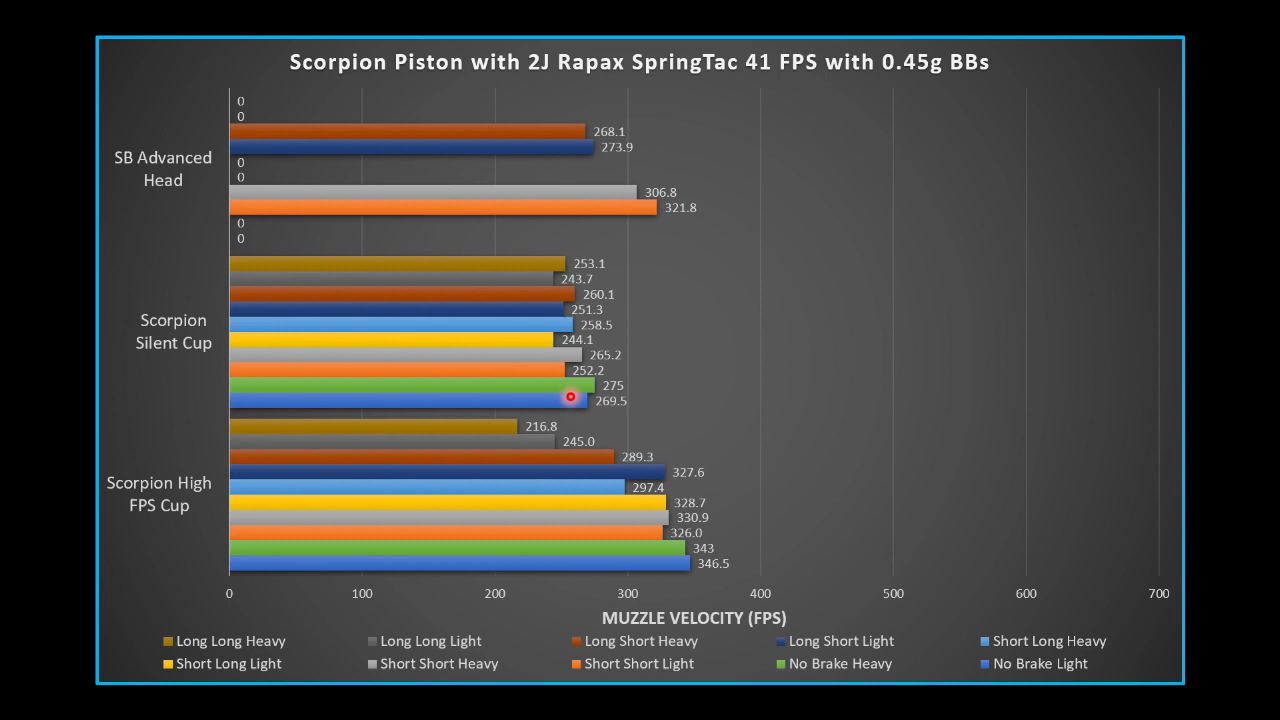 Scorpion Piston with 2J Rapax SpringTac 41 FPS with 0.45g BBs
SB Advanced
Head
0
0
268.1
273.9
0
0
306.8
321.8
0
0
Scorpion
Silent Cup
253.1
243.7
260.1
251.3
258.5
244.1
265.2
252.2
275
269.5
Scorpion High
FPS Cup
216.8
245.0
289.3
327.6
297.4
328.7
330.9
326.0
343
346.5
0 100 200 300 400 500 600 700
MUZZLE VELOCITY (FPS)
Long Long Heavy Long Long Light Long Short Heavy Long Short Light Short Long Heavy
Short Long Light Short Short Heavy Short Short Light No Brake Heavy No Brake Light